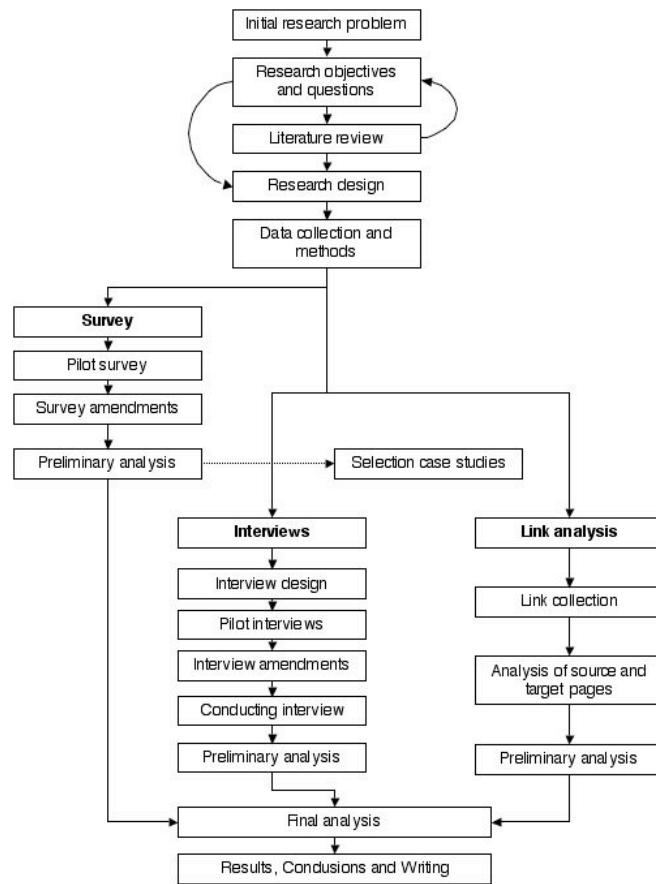 Initial research problem
Research objectives
and questions
Literature review
Research design
Data collection and
methods
Survey
Pilot survey
Survey amendments
Preliminary analysis
Selection case studies
Interviews
Interview design
Pilot interviews
Interview amendments
Conducting interview
Preliminary analysis
Link analysis
Link collection
Analysis of source and
target pages
Preliminary analysis
Final analysis
Results, Conclusions and Writing